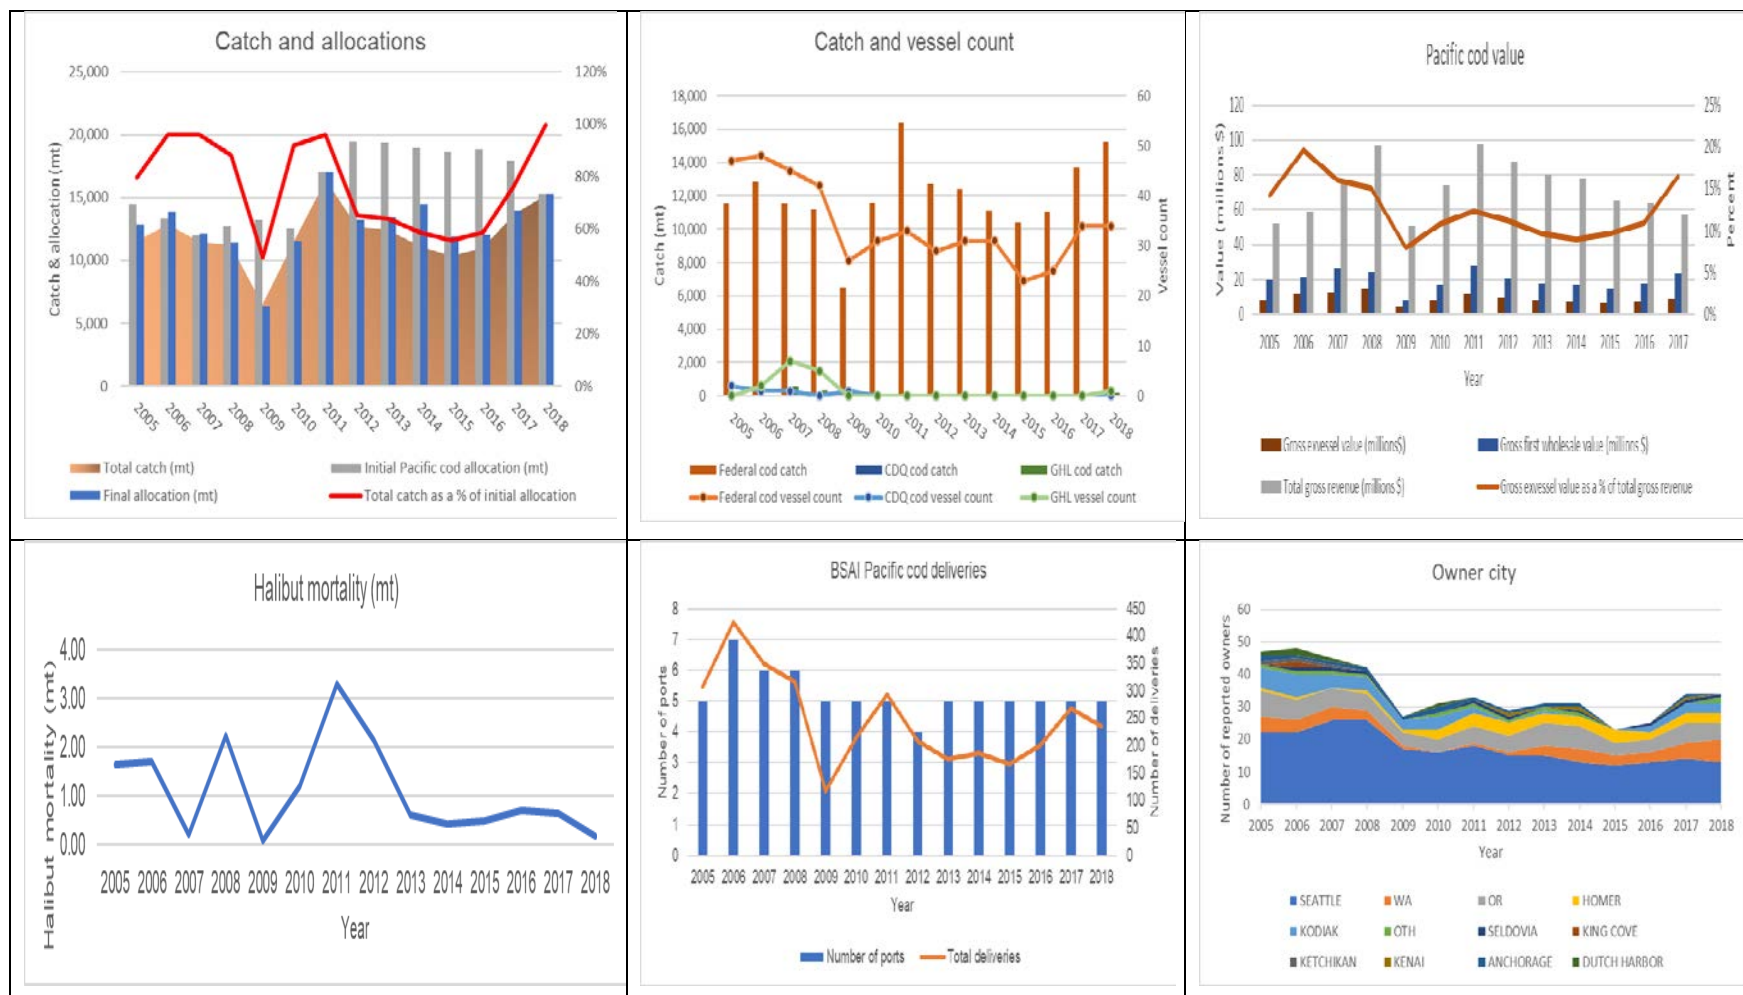 Catch and allocations
25,000
20,000
15,000
10,000
5,000
0
Catch & allocation (mt)
120%
100%
80%
60%
40%
20%
0%
2005 2006 2007 2008 2009 2010 2011 2012 2013 2014 2015 2016 2017 2018
Total catch (mt) Initial Pacific cod allocation (mt)
Final allocation (mt) Total catch as a % of initial allocation
Catch and vessel count
18,000
16,000
14,000
12,000
10,000
8,000
6,000
4,000
2,000
0
Catch (mt)
60
50
40
30
20
10
0
Vessel count
2005 2006 2007 2008 2009 2010 2011 2012 2013 2014 2015 2016 2017 2018
Federal cod catch CDQ cod catch GHL cod catch
Federal cod vessel count CDQ cod vessel count GHL vessel count
Pacific cod value
120
100
80
60
40
20
0
Value (millions $)
25%
20%
15%
10%
5%
0%
Percent
2005 2006 2007 2008 2009 2010 2011 2012 2013 2014 2015 2016 2017
Year
Gross exvessel value (millions$) Gross first wholesale value (millions $)
Total gross revenue (millions $) Gross exvessel value as a % of total gross revenue
Halibut mortality (mt)
4.00
3.00
2.00
1.00
0.00
Halibut mortality (mt)
2005 2006 2007 2008 2009 2010 2011 2012 2013 2014 2015 2016 2017 2018
Year
BSAI Pacific cod deliveries
8
7
6
5
4
3
2
1
0
Number of ports
450
400
350
300
250
200
150
100
50
0
Number of deliveries
2005 2006 2007 2008 2009 2010 2011 2012 2013 2014 2015 2016 2017 2018
Year
Number of ports Total deliveries
Owner city
60
50
40
30
20
10
0
Number of reported owners
2005 2006 2007 2008 2009 2010 2011 2012 2013 2014 2015 2016 2017 2018
Year
SEATTLE WA OR HOMER
KODIAK OTH SELDOVIA KING COVE
KETCHIKAN KENAI ANCHORAGE DUTCH HARBOR